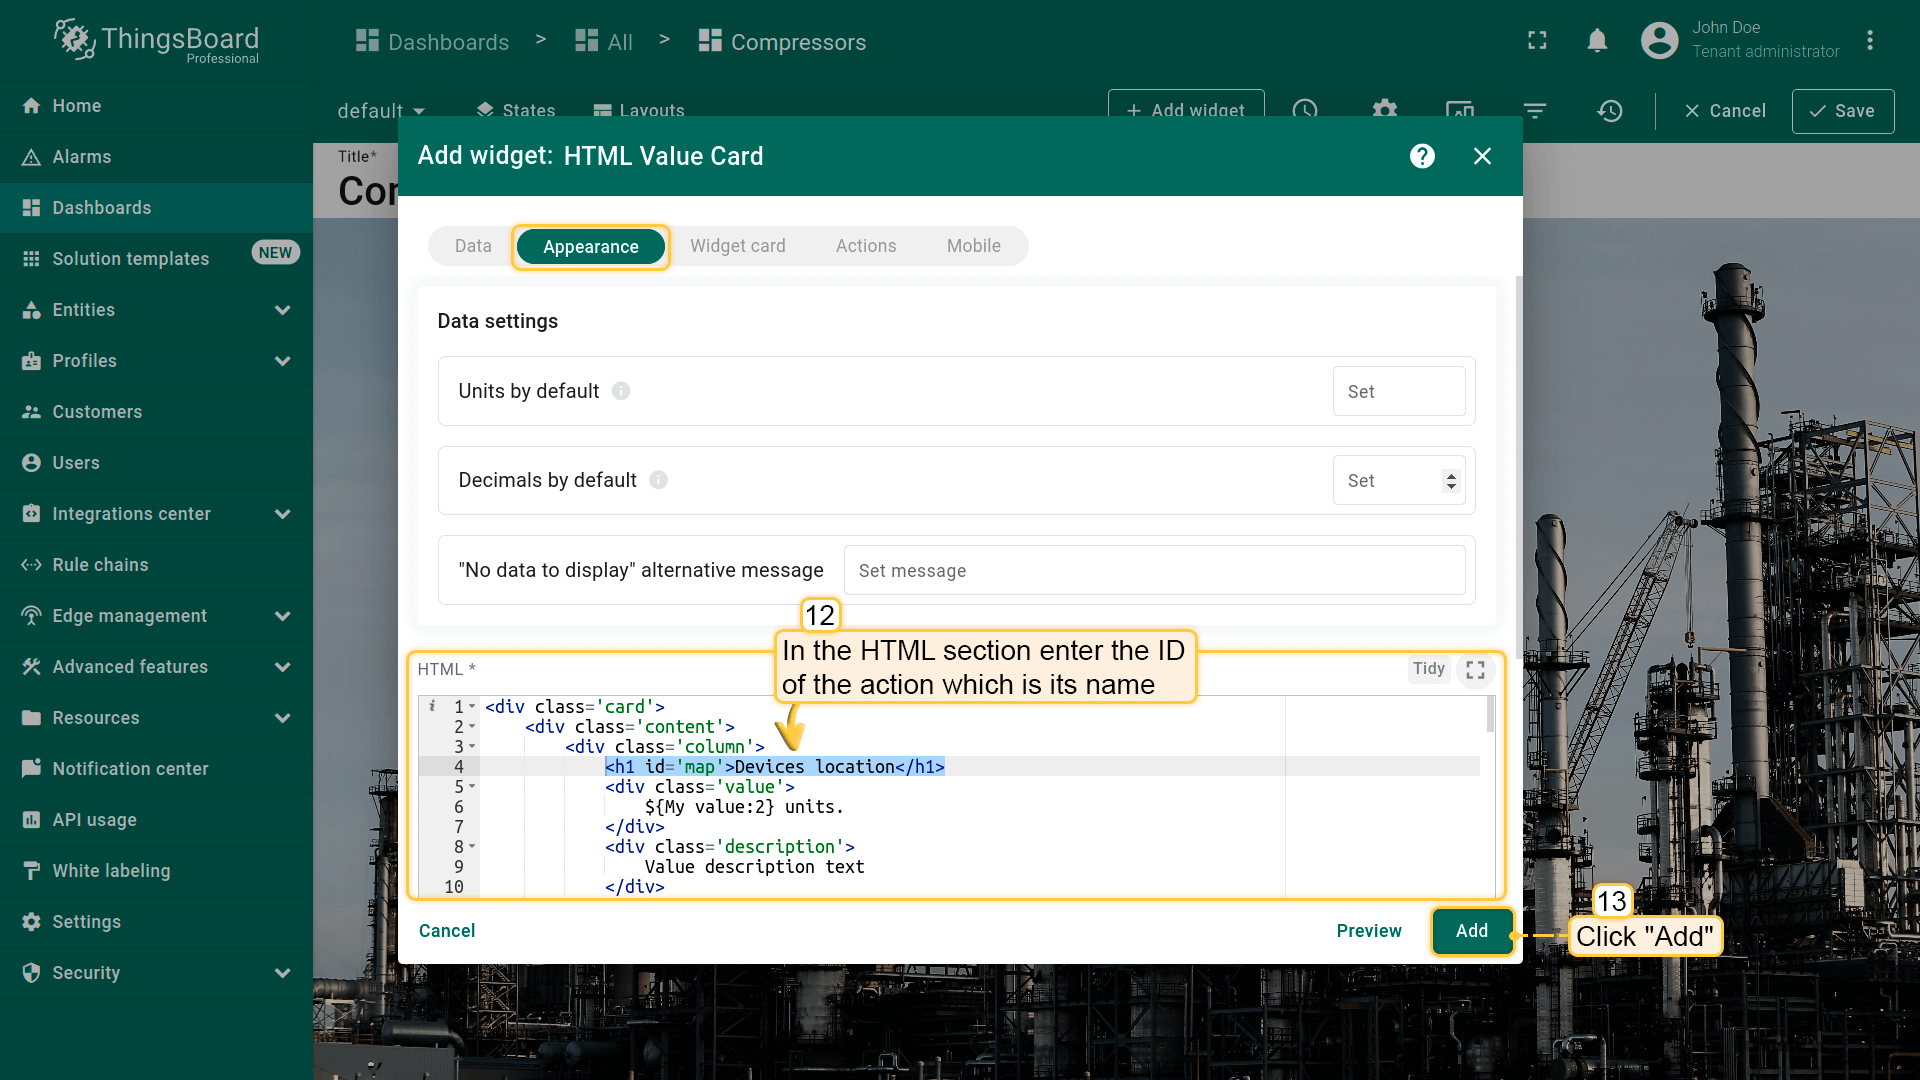 ThingsBoard
Professional
Dashboards > All > Compressors
John Doe
Tenant administrator
Home
Alarms
Dashboards
Solution templates NEW
Entities
Profiles
Customers
Users
Integrations center
Rule chains
Edge management
Advanced features
Resources
Notification center
API usage
White labeling
Settings
Security
default States Layouts + Add widget Cancel Save
Title*
Con
Add widget: HTML Value Card
Data Appearance Widget card Actions Mobile
Data settings
Units by default Set
Decimals by default Set
"No data to display" alternative message Set message
12
In the HTML section enter the ID
of the action which is its name
HTML * Tidy
1 <div class='card'>
2 <div class='content'>
3 <div class='column'>
4 <h1 id='map'>Devices location</h1>
5 <div class='value'>
6 ${My value:2} units.
7 </div>
8 <div class='description'>
9 Value description text
10 </div>
Cancel Preview Add
13
Click "Add"